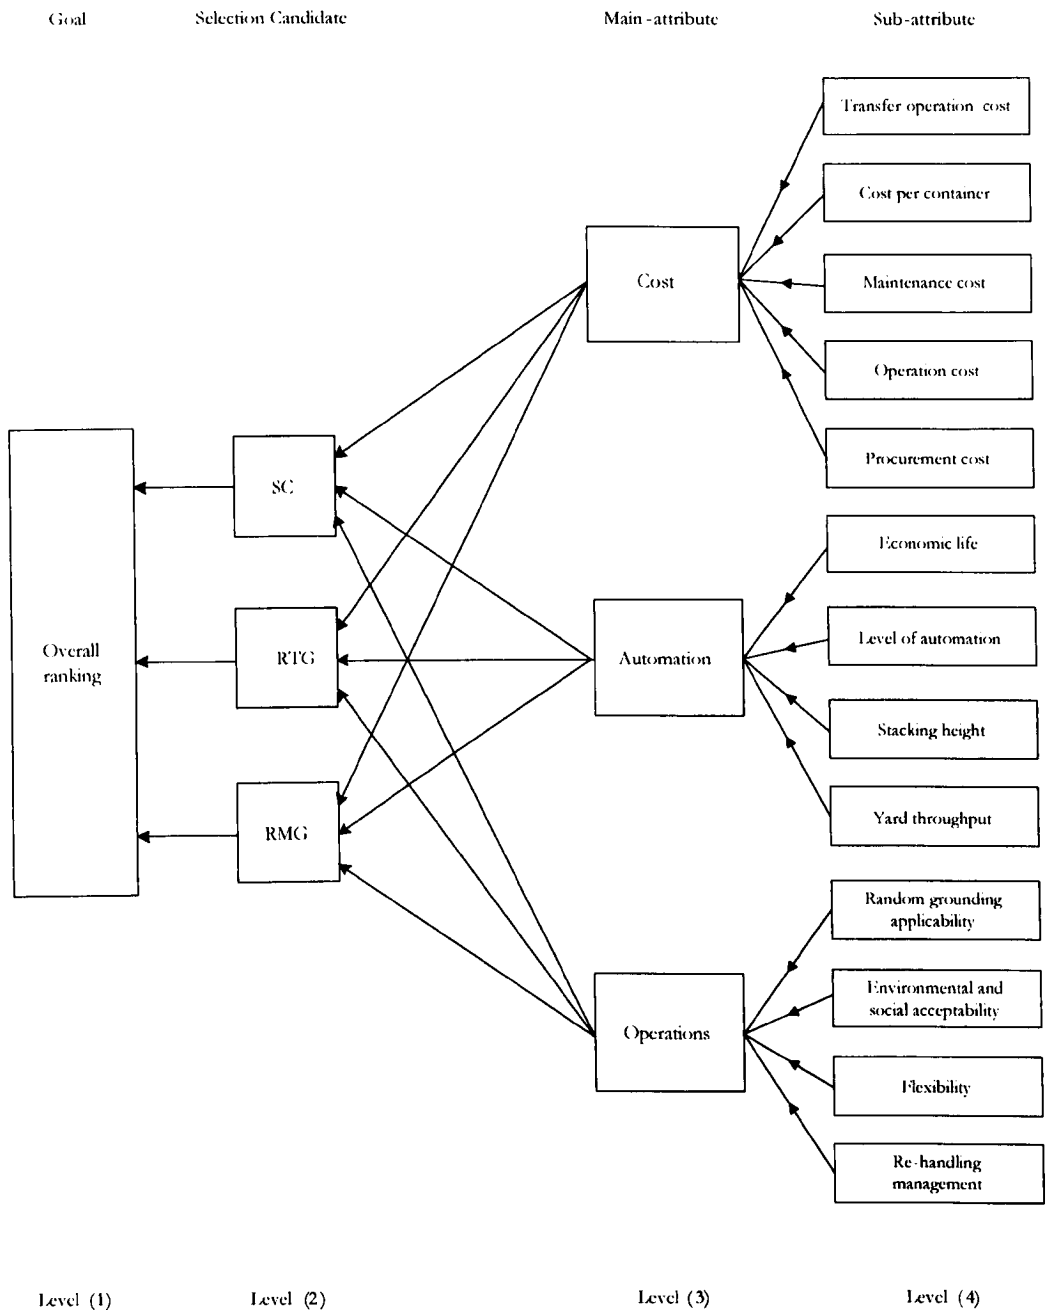 Goal
Selection Candidate
Main-attribute
Sub-attribute
Transfer operation cost
Cost per container
Cost
Maintenance cost
Operation cost
Procurement cost
SC
Economic life
Overall
ranking
RTG
Automation
Level of automation
Stacking height
Yard throughput
RMG
Random grounding
applicability
Environmental and
social acceptability
Operations
Flexibility
Re-handling
management
Level (1)
Level (2)
Level (3)
Level (4)